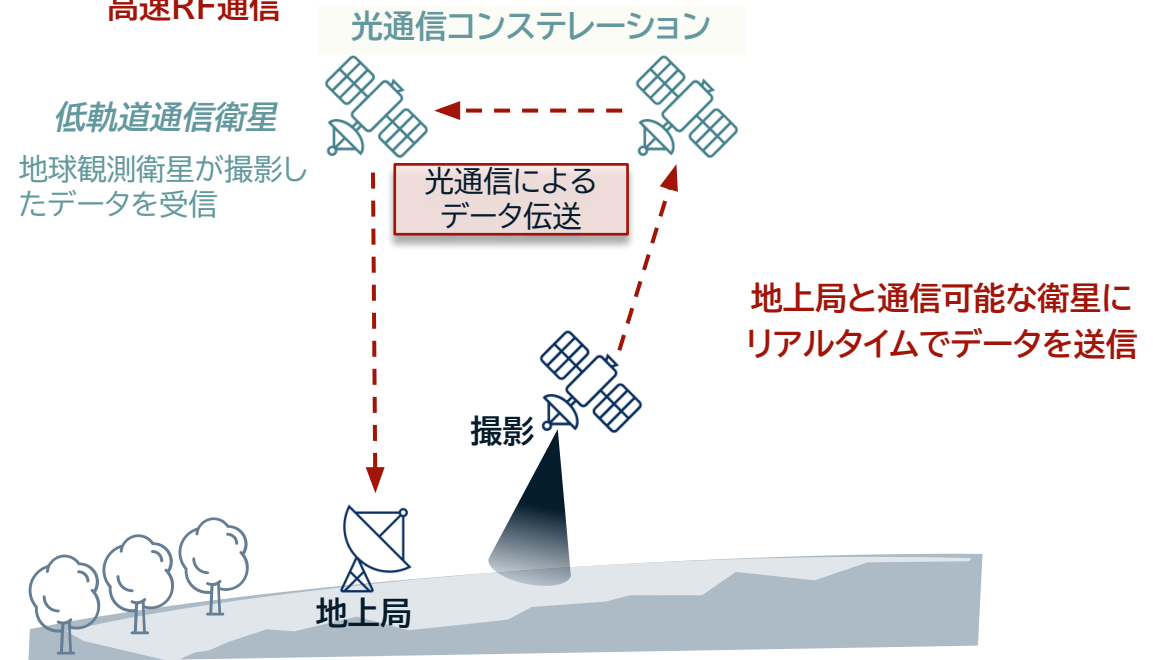 高速RF通信
光通信コンステレーション
低軌道通信衛星
地球観測衛星が撮影し
たデータを受信
光通信による
データ伝送
地上局と通信可能な衛星に
リアルタイムでデータを送信
撮影
地上局